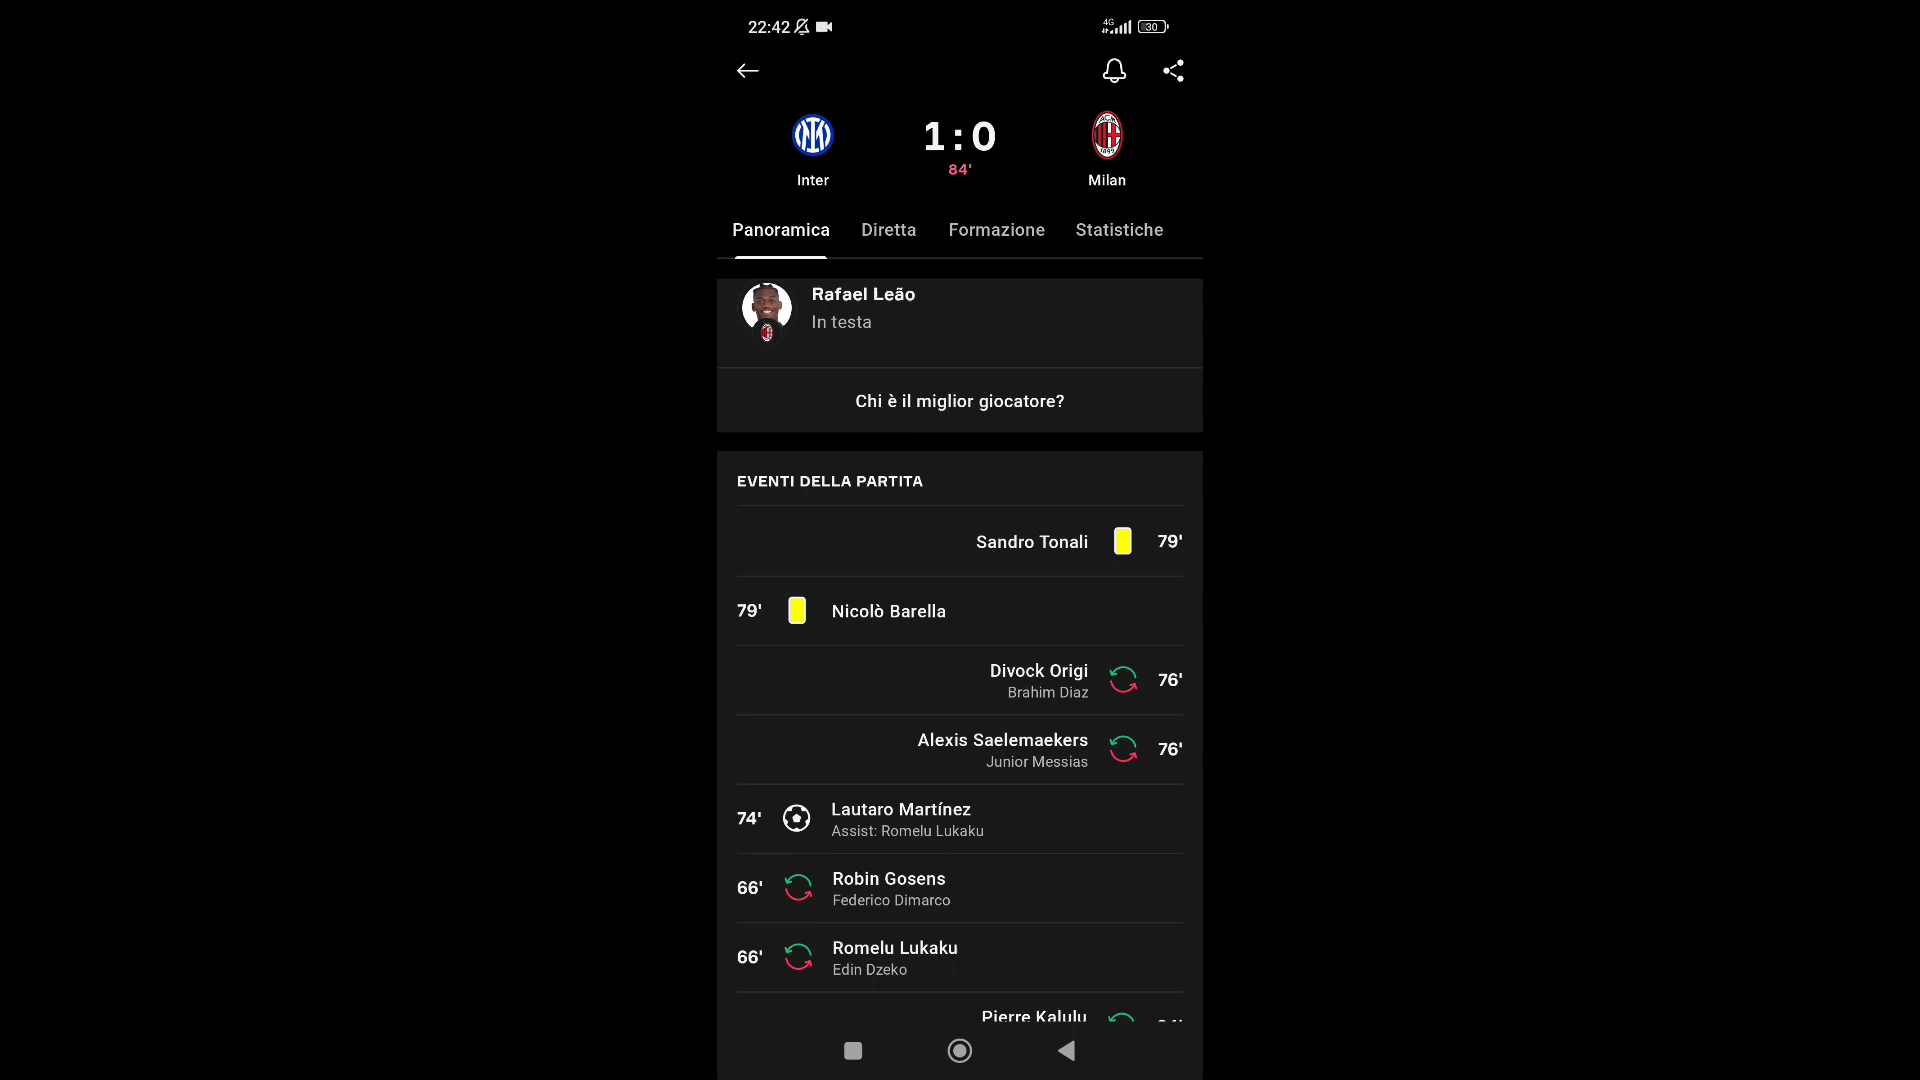 22:42
4G
30
1 : 0
84'
Inter
Milan
Panoramica
Diretta
Formazione
Statistiche
Rafael Leão
In testa
Chi è il miglior giocatore?
EVENTI DELLA PARTITA
Sandro Tonali 79'
79' Nicolò Barella
Divock Origi 76'
Brahim Diaz
Alexis Saelemaekers 76'
Junior Messias
74' Lautaro Martínez
Assist: Romelu Lukaku
66' Robin Gosens
Federico Dimarco
66' Romelu Lukaku
Edin Dzeko
Pierre Kalulu